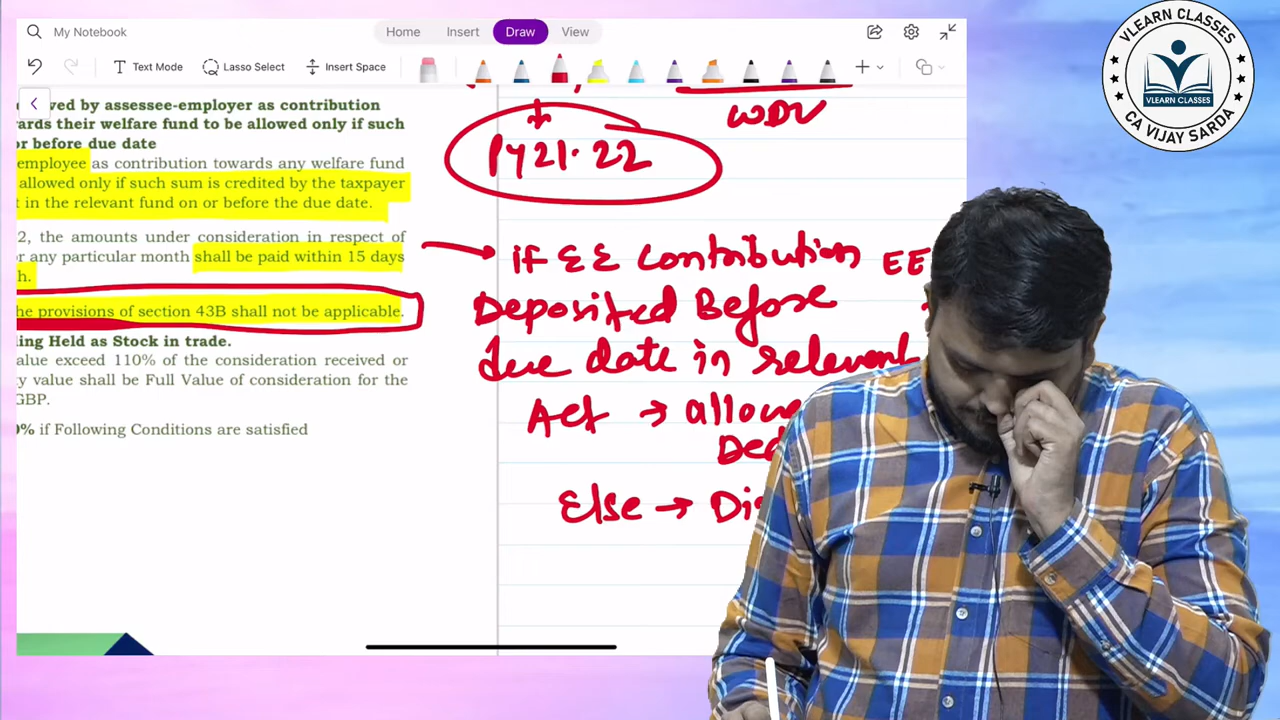 My Notebook
Home Insert Draw View
Text Mode Lasso Select Insert Space
by assessee-employer as contribution
their welfare fund to be allowed only if such
or before due date
employee as contribution towards any welfare fund
allowed only if such sum is credited by the taxpayer
in the relevant fund on or before the due date.
2, the amounts under consideration in respect of
any particular month shall be paid within 15 days
provisions of section 43B shall not be applicable.
Held as Stock in trade.
exceed 110% of the consideration received or
value shall be Full Value of consideration for the
GBP.
if Following Conditions are satisfied
WDV
PY21-22
if EE Contribution EE
Deposited Before
due date in relevant
Act → allow
Ded
Else → Dis
VLEARN CLASSES
VLEARN CLASSES
CA VIJAY SARDA